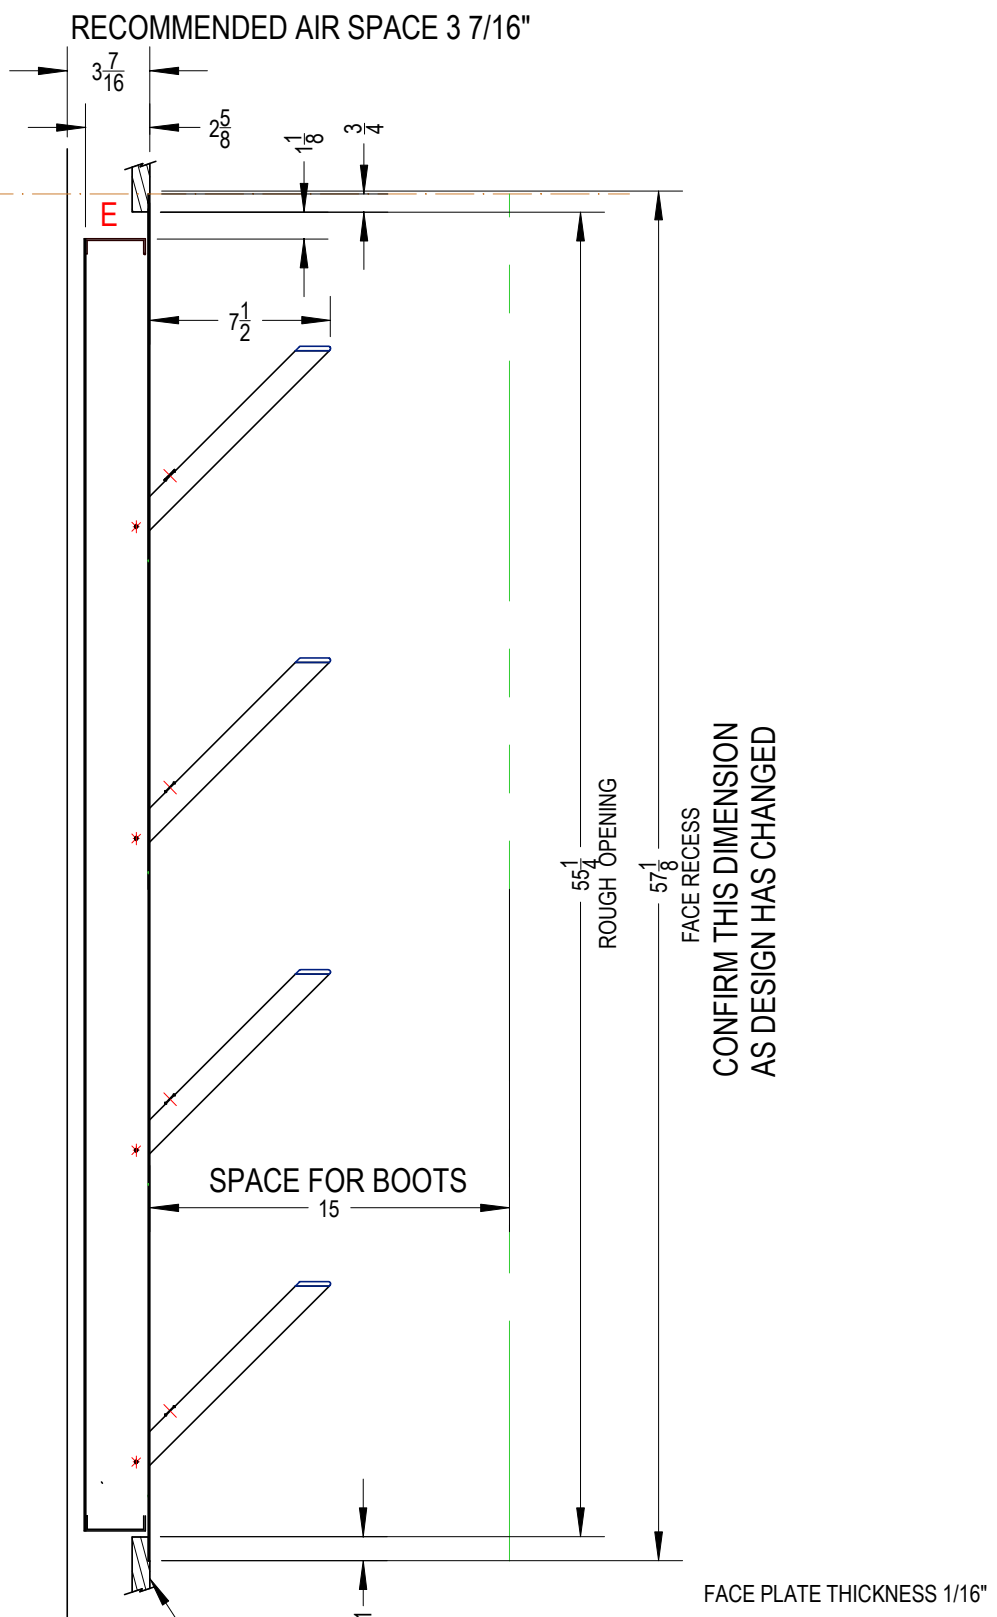 RECOMMENDED AIR SPACE 3 7/16"
3 7/16
2 5/8
1 1/8
3/4
E
7 1/2
55 1/4
ROUGH OPENING
57 1/8
FACE RECESS
CONFIRM THIS DIMENSION
AS DESIGN HAS CHANGED
SPACE FOR BOOTS
15
1
FACE PLATE THICKNESS 1/16"